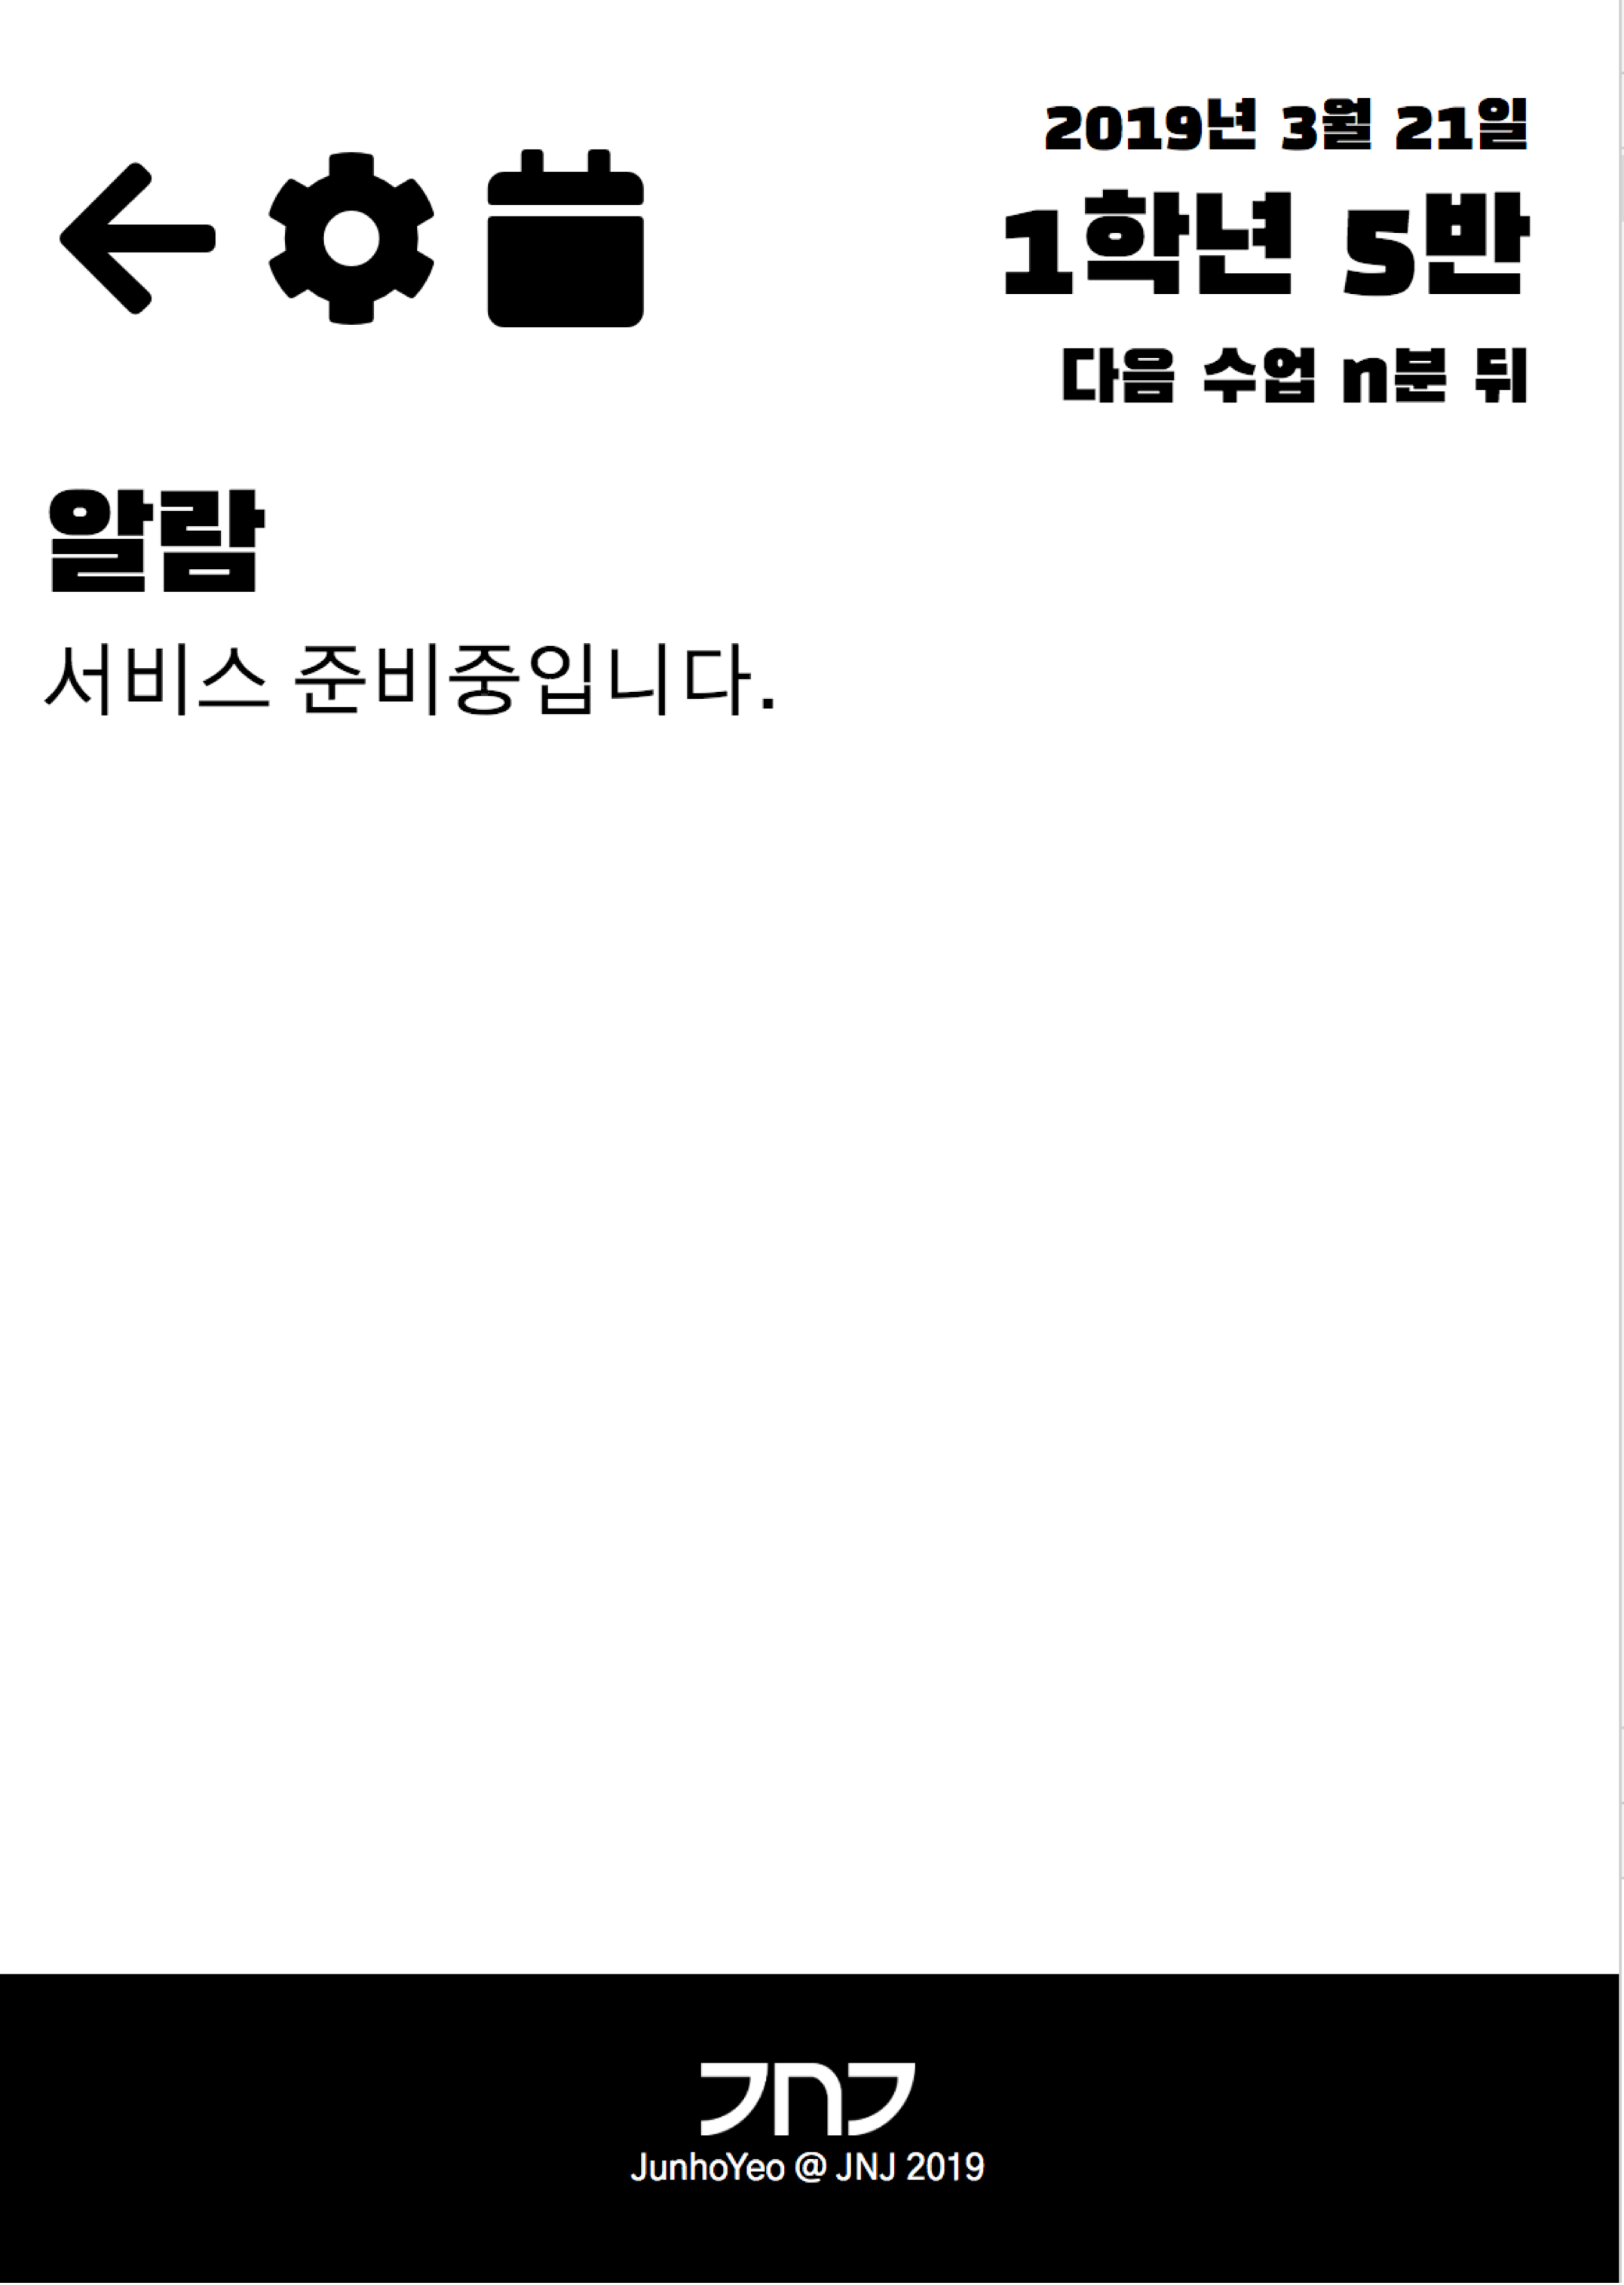 2019년 3월 21일
1학년 5반
다음 수업 n분 뒤
알람
서비스 준비중입니다.
JNJ
JunhoYeo @ JNJ 2019